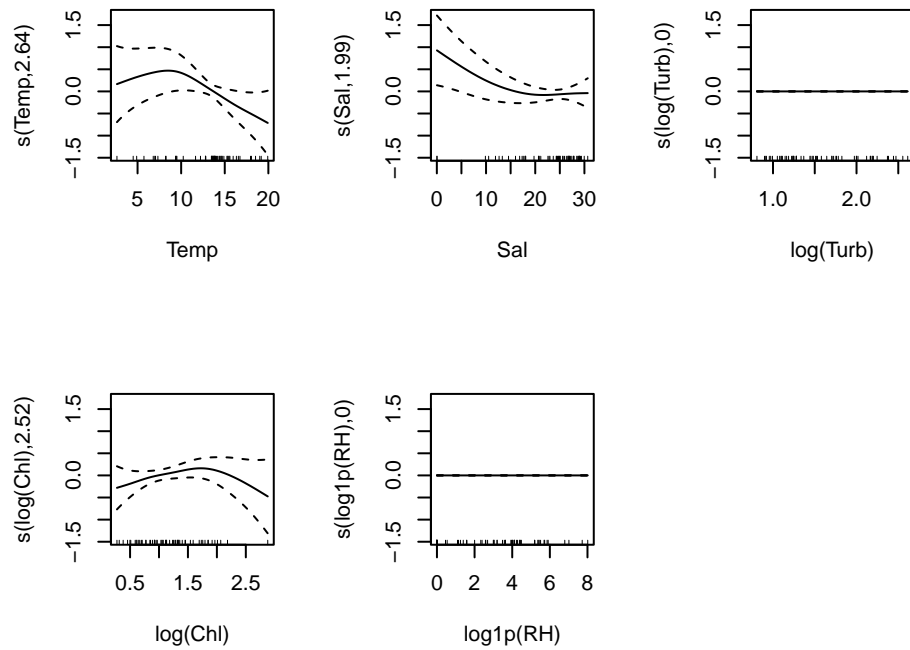 s(Temp,2.64)
−1.5 0.0 1.5
5 10 15 20
Temp
s(Sal,1.99)
−1.5 0.0 1.5
0 10 20 30
Sal
s(log(Turb),0)
−1.5 0.0 1.5
1.0 2.0
log(Turb)
s(log(Chl),2.52)
−1.5 0.0 1.5
0.5 1.5 2.5
log(Chl)
s(log1p(RH),0)
−1.5 0.0 1.5
0 2 4 6 8
log1p(RH)